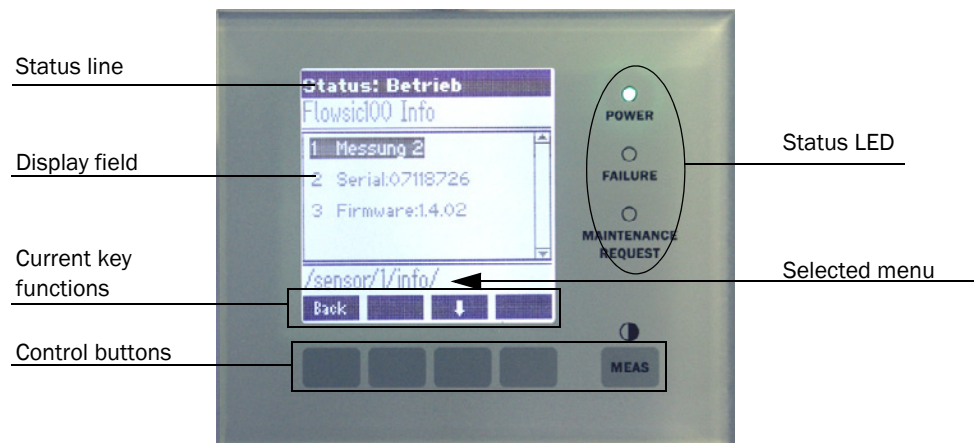 Status line
Display field
Current key
functions
Control buttons
Status: Betrieb
Flowsic100 Info
1 Messung 2
2 Serial:07118726
3 Firmware:1.4.02
/sensor/1/info/
Back
POWER
FAILURE
MAINTENANCE
REQUEST
MEAS
Status LED
Selected menu